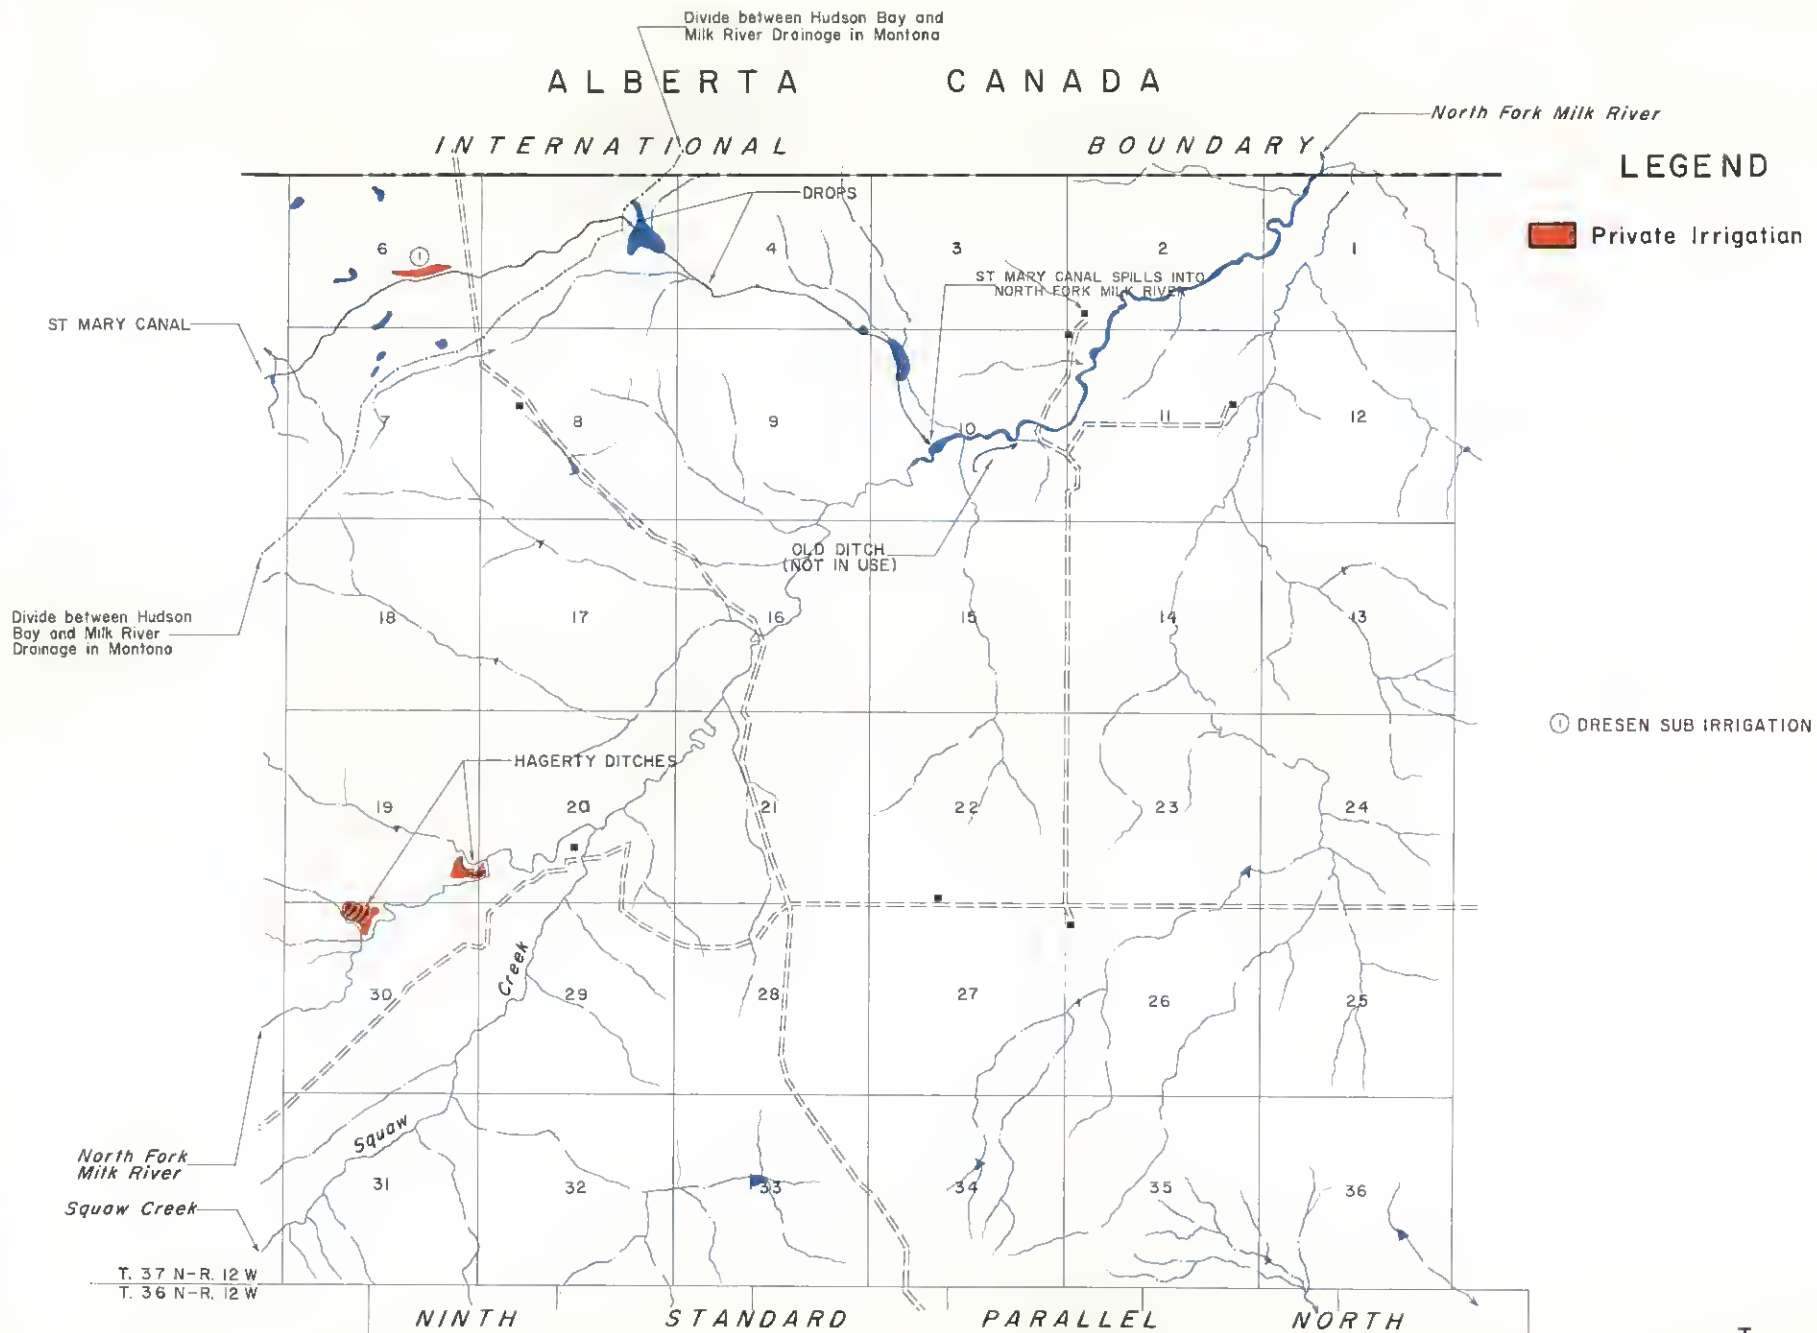 Divide between Hudson Bay and
Milk River Drainage in Montana
ALBERTA CANADA
North Fork Milk River
INTERNATIONAL BOUNDARY
LEGEND
Private Irrigation
DROPS
6
1
4
3
2
1
ST MARY CANAL SPILLS INTO
NORTH FORK MILK RIVER
ST MARY CANAL
7
8
9
10
11
12
OLD DITCH
(NOT IN USE)
Divide between Hudson
Bay and Milk River
Drainage in Montana
18
17
16
15
14
13
1 DRESEN SUB IRRIGATION
HAGERTY DITCHES
19
20
21
22
23
24
Creek
30
29
28
27
26
25
Squaw
North Fork
Milk River
31
32
33
34
35
36
Squaw Creek
T. 37 N-R. 12 W
T. 36 N-R. 12 W
NINTH STANDARD PARALLEL NORTH